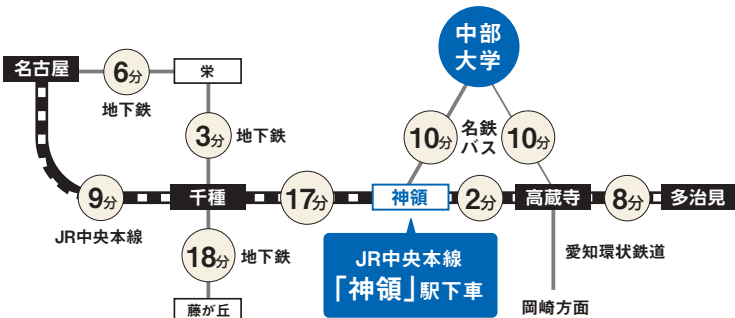 中部
大学
名古屋
6分
栄
地下鉄
3分
地下鉄
10分
名鉄
バス
10分
9分
千種
17分
神領
2分
高蔵寺
8分
多治見
JR中央本線
18分
地下鉄
藤が丘
JR中央本線
「神領」駅下車
愛知環状鉄道
岡崎方面